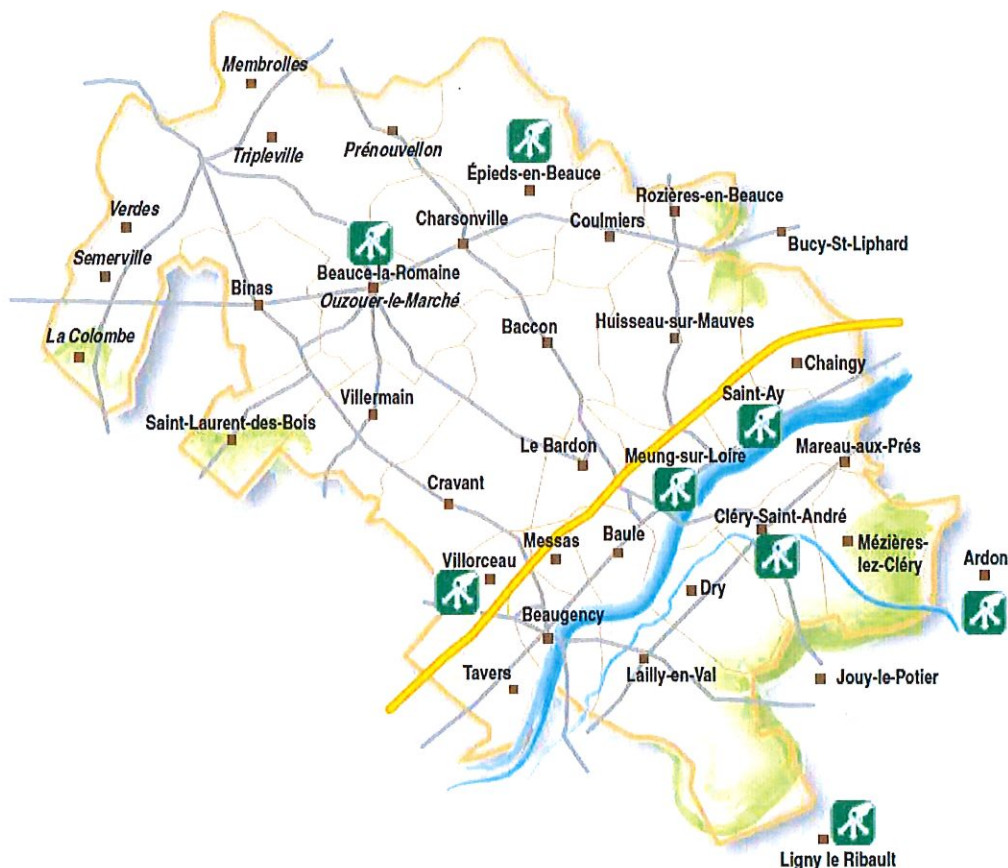 Membrolles
Tripleville
Prénouvellon
Épieds-en-Beauce
Rozières-en-Beauce
Verdes
Charsonville
Coulmiers
Bucy-St-Liphard
Semerville
Beauce-la-Romaine
Ouzouer-le-Marché
Binas
Baccon
Huisseau-sur-Mauves
La Colombe
Chaingy
Villermain
Saint-Ay
Saint-Laurent-des-Bois
Le Bardon
Meung-sur-Loire
Mareau-aux-Prés
Cravant
Cléry-Saint-André
Messas
Baule
Mézières-
lez-Cléry
Villorceau
Ardon
Dry
Beaugency
Tavers
Lailly-en-Val
Jouy-le-Potier
Ligny le Ribault